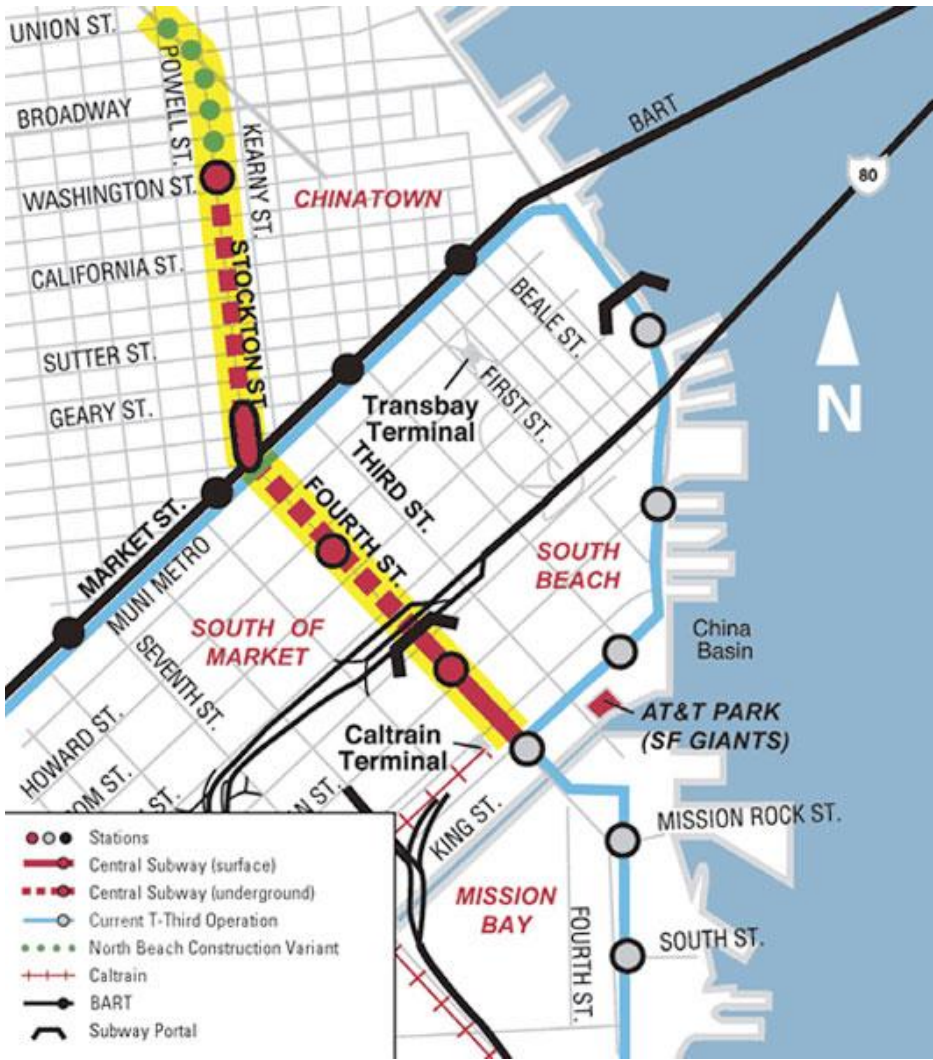 UNION ST.
POWELL ST.
BROADWAY
KEARNY ST.
WASHINGTON ST.
CHINATOWN
BART
80
CALIFORNIA ST.
STOCKTON ST.
BEALE ST.
SUTTER ST.
FIRST ST.
GEARY ST.
Transbay
Terminal
N
THIRD ST.
FOURTH ST.
MARKET ST.
MUNI METRO
SOUTH
BEACH
SOUTH OF
MARKET
SEVENTH ST.
China
Basin
AT&T PARK
(SF GIANTS)
HOWARD ST.
Caltrain
Terminal
OM ST.
ST.
N ST.
KING ST.
MISSION ROCK ST.
MISSION
BAY
FOURTH ST.
SOUTH ST.
Stations
Central Subway (surface)
Central Subway (underground)
Current T-Third Operation
North Beach Construction Variant
Caltrain
BART
Subway Portal